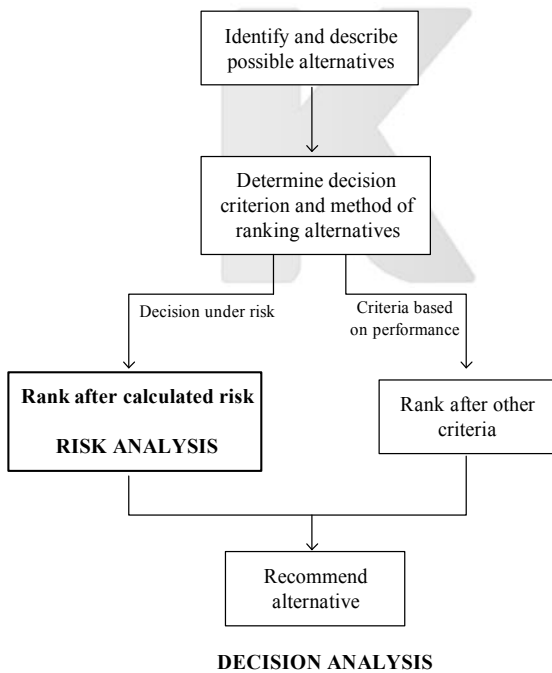 Identify and describe
possible alternatives
Determine decision
criterion and method of
ranking alternatives
Decision under risk
Criteria based
on performance
Rank after calculated risk
RISK ANALYSIS
Rank after other
criteria
Recommend
alternative
DECISION ANALYSIS